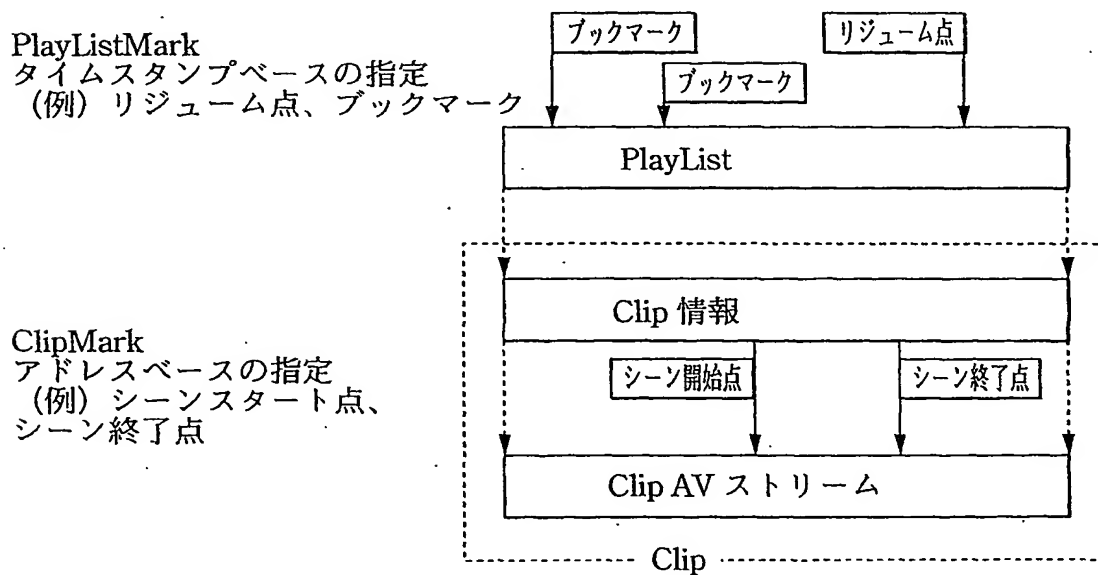 PlayListMark
タイムスタンプベースの指定
（例）リジューム点、ブックマーク
ブックマーク
リジューム点
ブックマーク
PlayList
Clip 情報
ClipMark
アドレスベースの指定
（例）シーンスタート点、
シーン終了点
シーン開始点
シーン終了点
Clip AV ストリーム
Clip